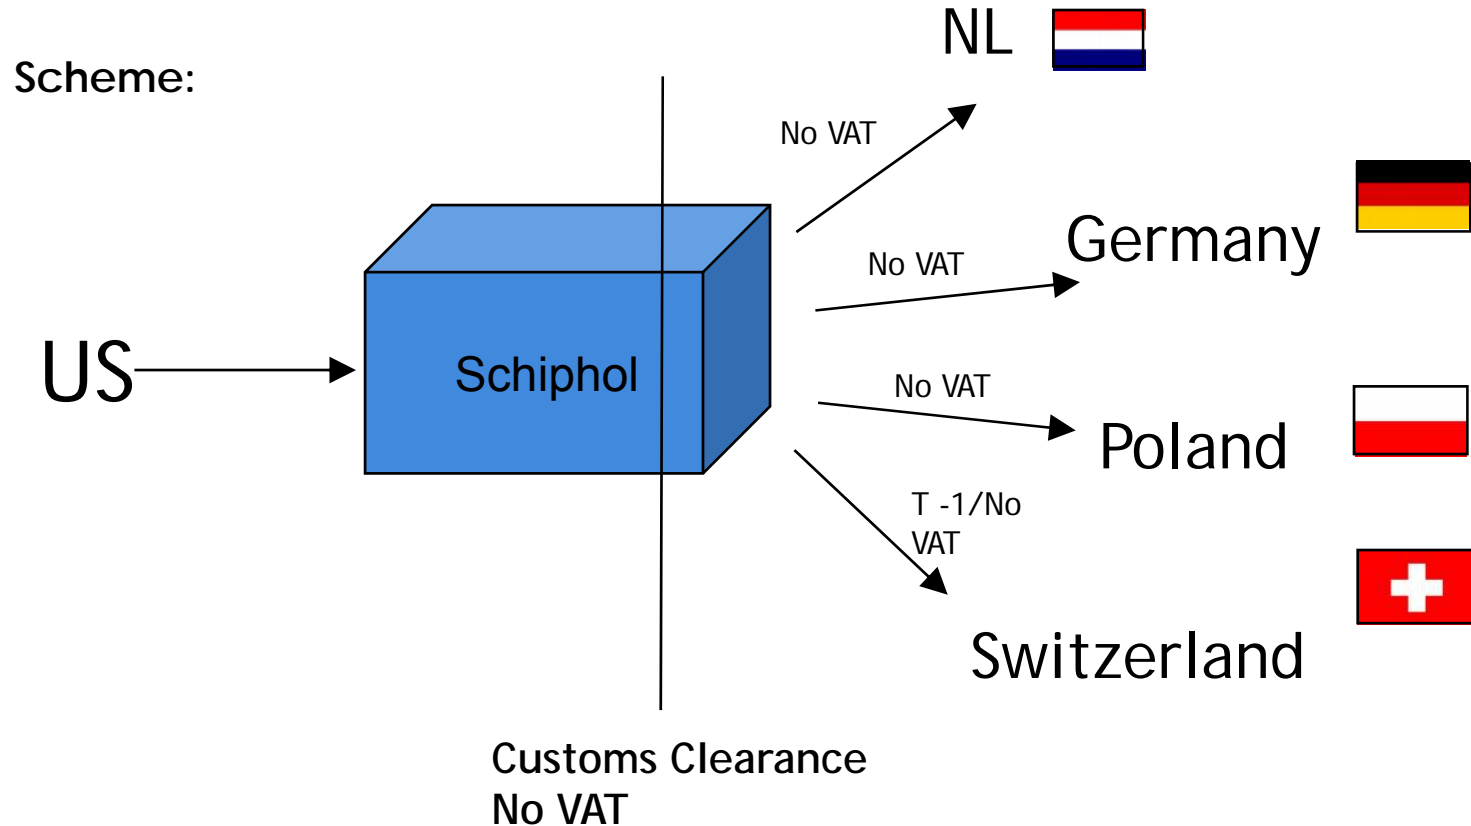 NL
Scheme:
No VAT
Germany
No VAT
US
Schiphol
No VAT
Poland
T -1/No
VAT
Switzerland
Customs Clearance
No VAT